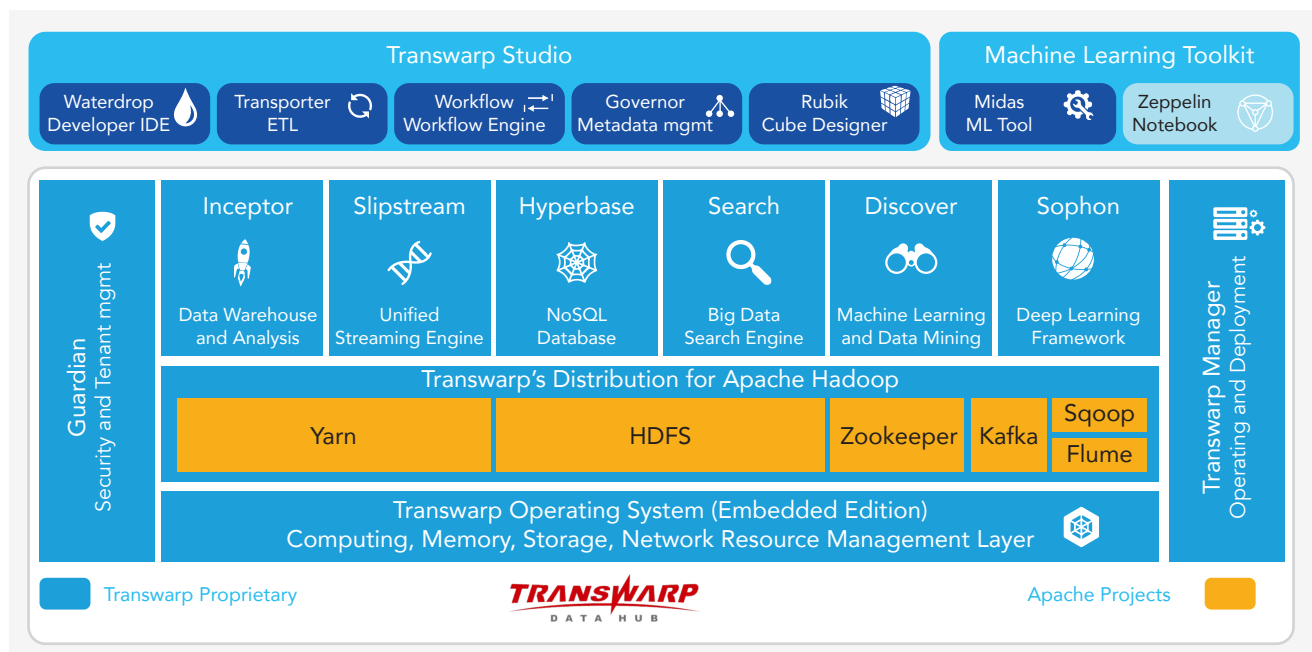 Transwarp Studio
Waterdrop
Developer IDE
Transporter
ETL
Workflow
Workflow Engine
Governor
Metadata mgmt
Rubik
Cube Designer
Machine Learning Toolkit
Midas
ML Tool
Zeppelin
Notebook
Guardian
Security and Tenant mgmt
Inceptor
Data Warehouse
and Analysis
Slipstream
Unified
Streaming Engine
Hyperbase
NoSQL
Database
Search
Big Data
Search Engine
Discover
Machine Learning
and Data Mining
Sophon
Deep Learning
Framework
Transwarp Manager
Operating and Deployment
Transwarp's Distribution for Apache Hadoop
Yarn
HDFS
Zookeeper
Kafka
Sqoop
Flume
Transwarp Operating System (Embedded Edition)
Computing, Memory, Storage, Network Resource Management Layer
Transwarp Proprietary
TRANSWARP
DATA HUB
Apache Projects